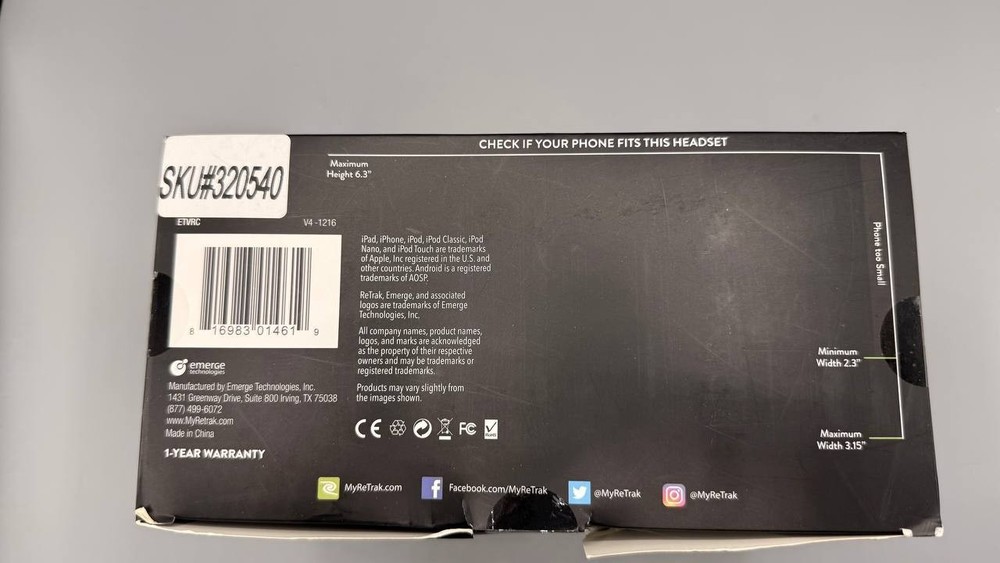 CHECK IF YOUR PHONE FITS THIS HEADSET
Maximum
Height 6.3"
SKU#320540
ETVRC V4 -1216
8 16983 01461 9
emerge
technologies
Manufactured by Emerge Technologies, Inc.
1431 Greenway Drive, Suite 800 Irving, TX 75038
(877) 499-6072
www.MyRetrak.com
Made in China
1-YEAR WARRANTY
iPad, iPhone, iPod, iPod Classic, iPod
Nano, and iPod Touch are trademarks
of Apple, Inc registered in the U.S. and
other countries. Android is a registered
trademarks of AOSP.
ReTrak, Emerge, and associated
logos are trademarks of Emerge
Technologies, Inc.
All company names, product names,
logos, and marks are acknowledged
as the property of their respective
owners and may be trademarks or
registered trademarks.
Products may vary slightly from
the images shown.
CE FC
Phone too Small
Minimum
Width 2.3"
Maximum
Width 3.15"
MyReTrak.com
Facebook.com/MyReTrak
@MyReTrak
@MyReTrak